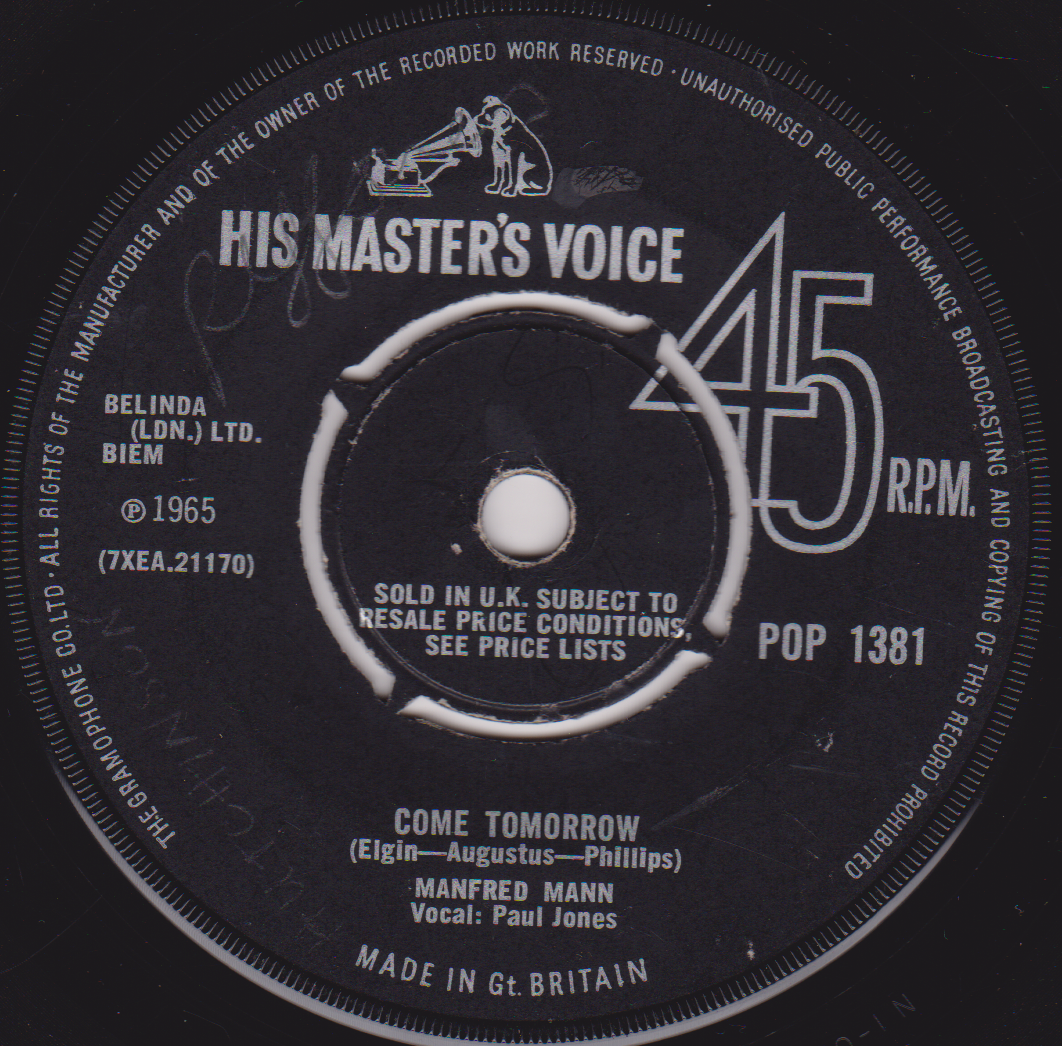 THE GRAMOPHONE CO. LTD · ALL RIGHTS OF THE MANUFACTURER AND OF THE OWNER OF THE RECORDED WORK RESERVED · UNAUTHORISED PUBLIC PERFORMANCE BROADCASTING AND COPYING OF THIS RECORD PROHIBITED
HIS MASTER'S VOICE
45
R.P.M.
BELINDA
(LDN.) LTD.
BIEM
℗ 1965
(7XEA.21170)
SOLD IN U.K. SUBJECT TO
RESALE PRICE CONDITIONS,
SEE PRICE LISTS
POP 1381
COME TOMORROW
(Elgin—Augustus—Phillips)
MANFRED MANN
Vocal: Paul Jones
MADE IN Gt. BRITAIN